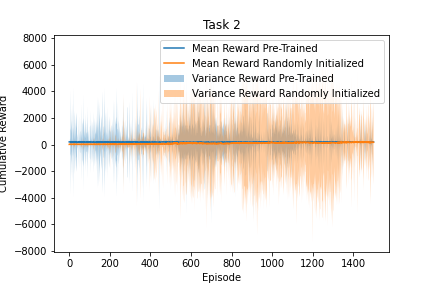 Task 2
8000
6000
4000
2000
0
−2000
−4000
−6000
−8000
Cumulative Reward
Mean Reward Pre-Trained
Mean Reward Randomly Initialized
Variance Reward Pre-Trained
Variance Reward Randomly Initialized
0 200 400 600 800 1000 1200 1400
Episode